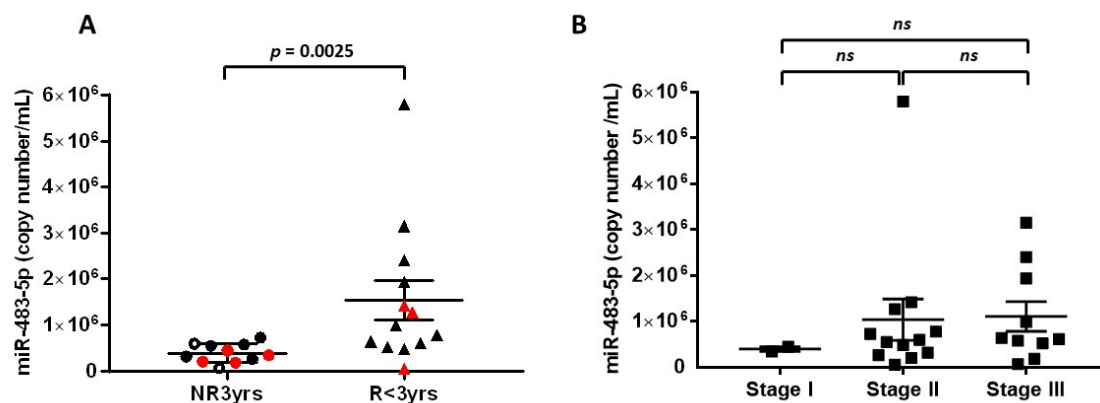 A
p = 0.0025
miR-483-5p (copy number/mL)
6×10⁶
5×10⁶
4×10⁶
3×10⁶
2×10⁶
1×10⁶
0
NR3yrs R<3yrs
B
ns
ns ns
miR-483-5p (copy number /mL)
6×10⁶
5×10⁶
4×10⁶
3×10⁶
2×10⁶
1×10⁶
0
Stage I Stage II Stage III